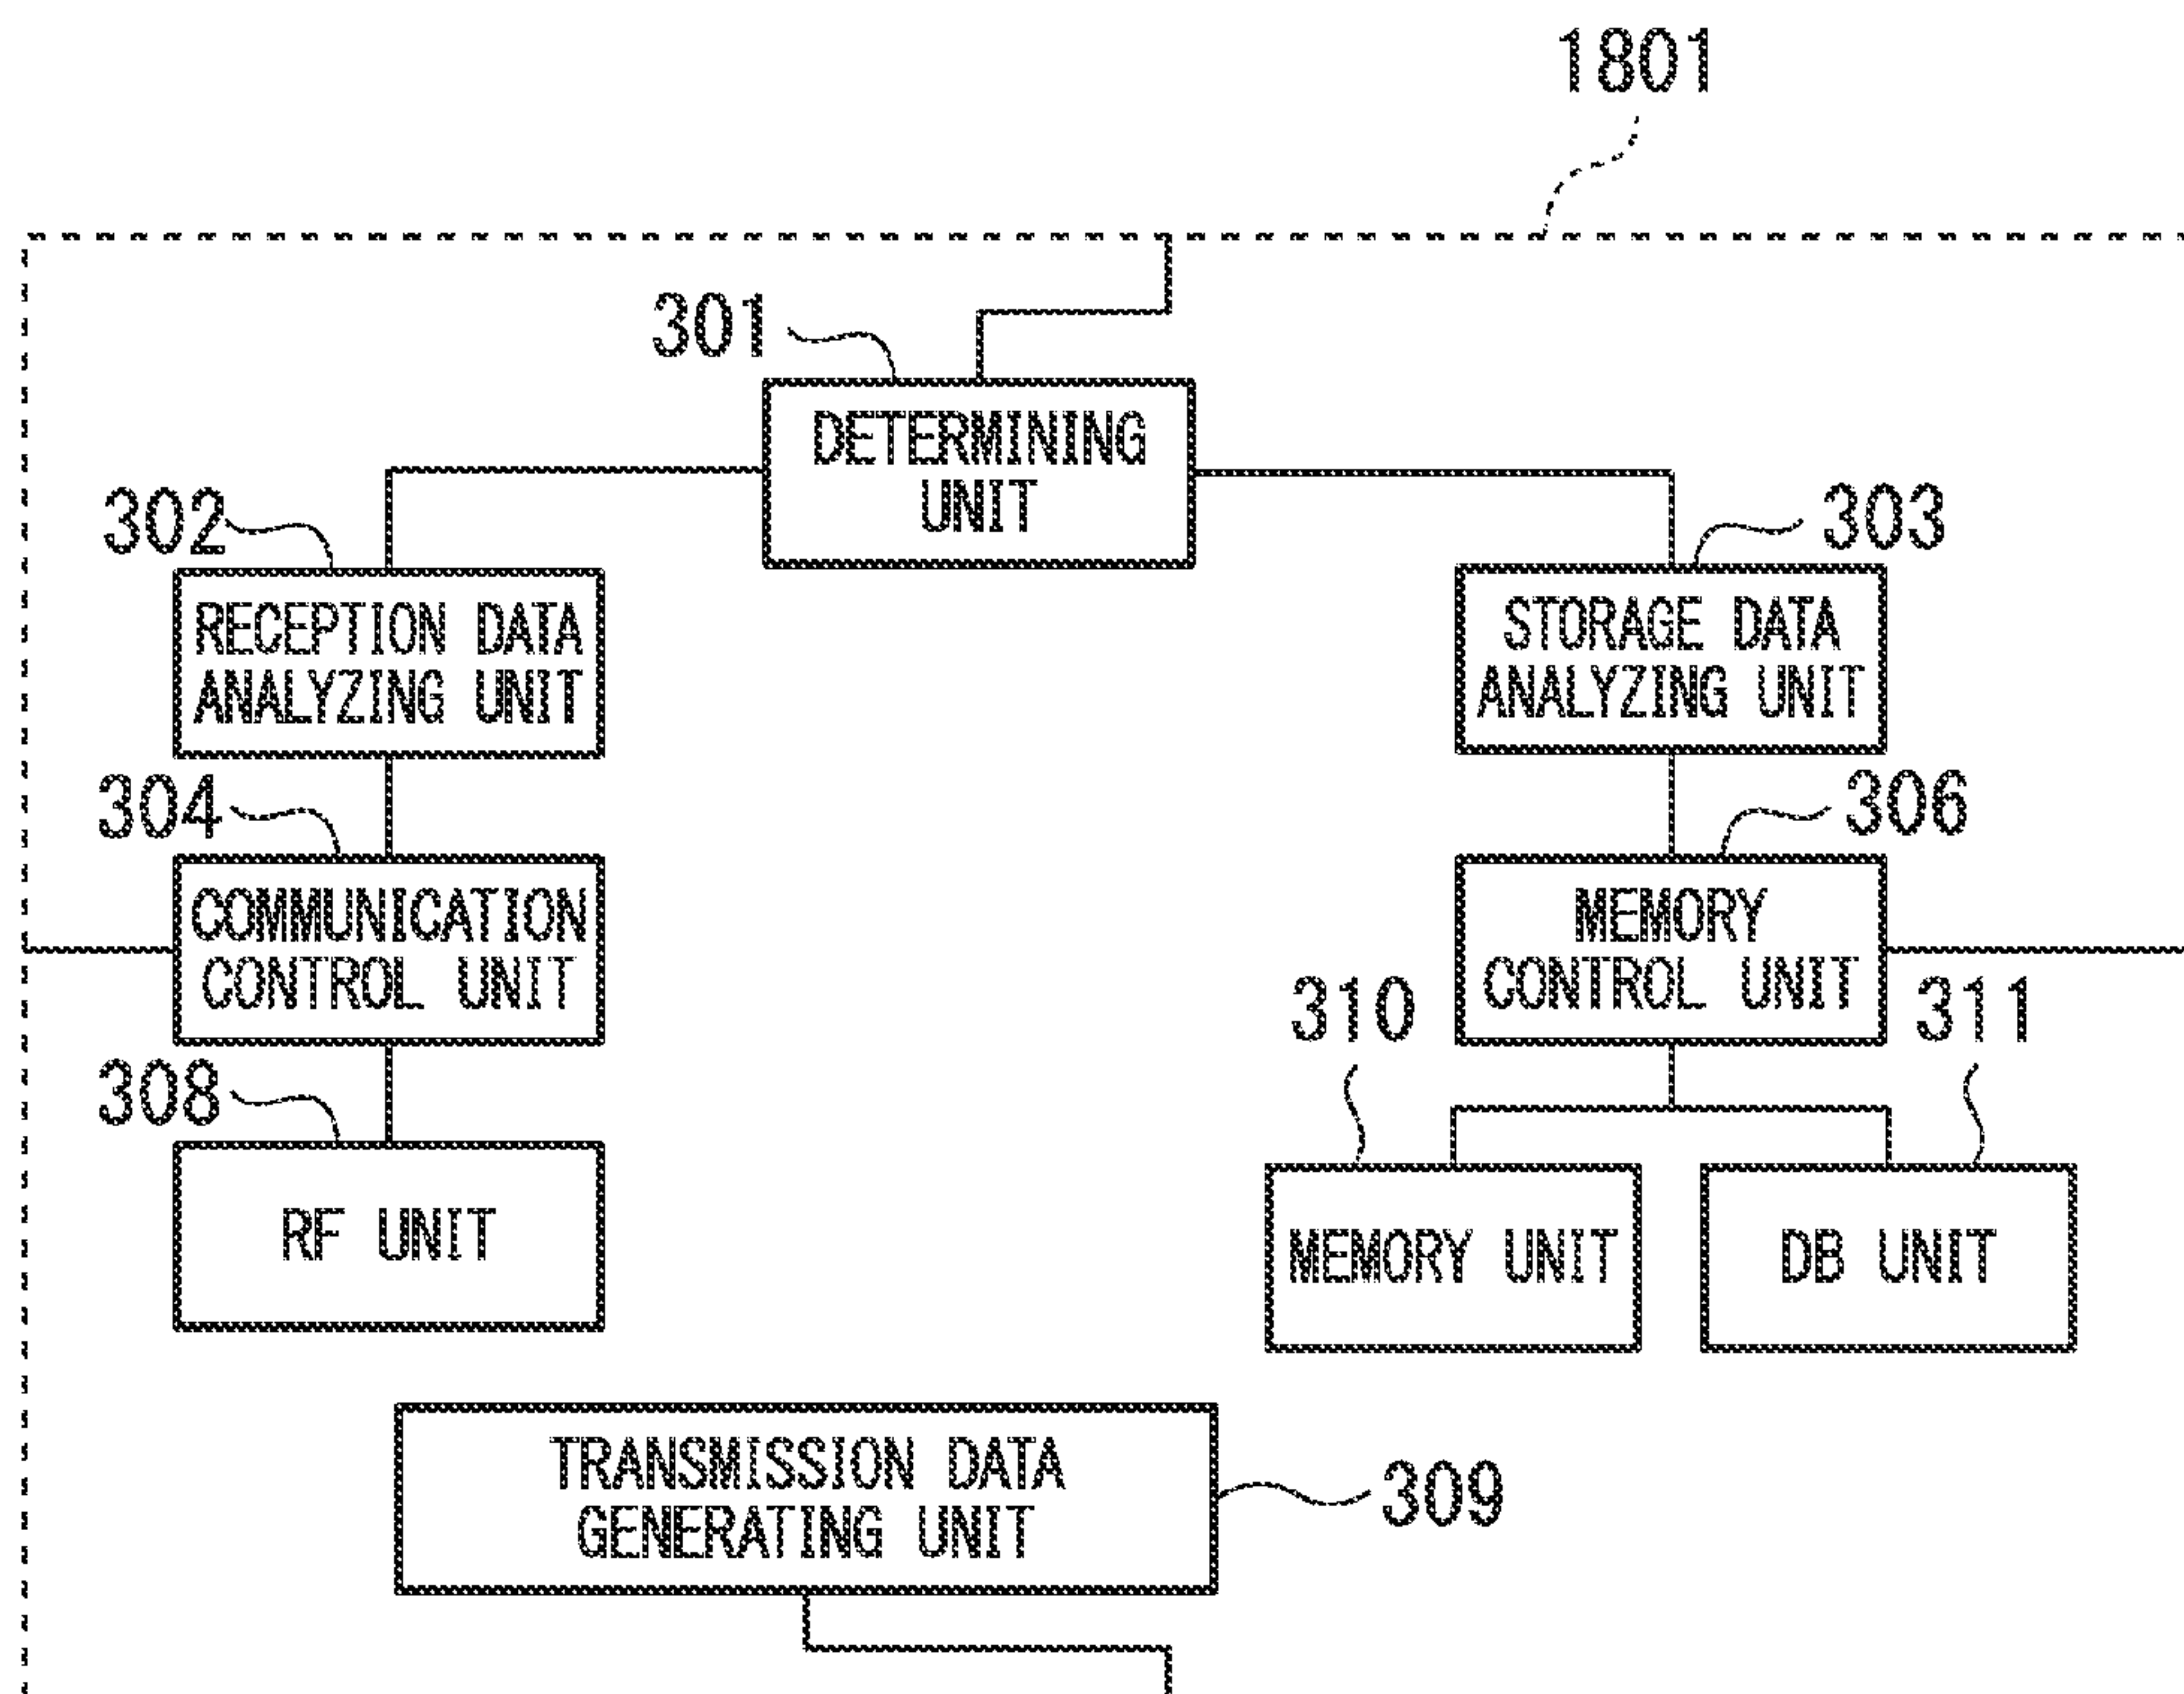 1801
301
DETERMINING
UNIT
302
303
RECEPTION DATA
ANALYZING UNIT
STORAGE DATA
ANALYZING UNIT
304
306
COMMUNICATION
CONTROL UNIT
MEMORY
CONTROL UNIT
310
311
308
RF UNIT
MEMORY UNIT
DB UNIT
TRANSMISSION DATA
GENERATING UNIT
309